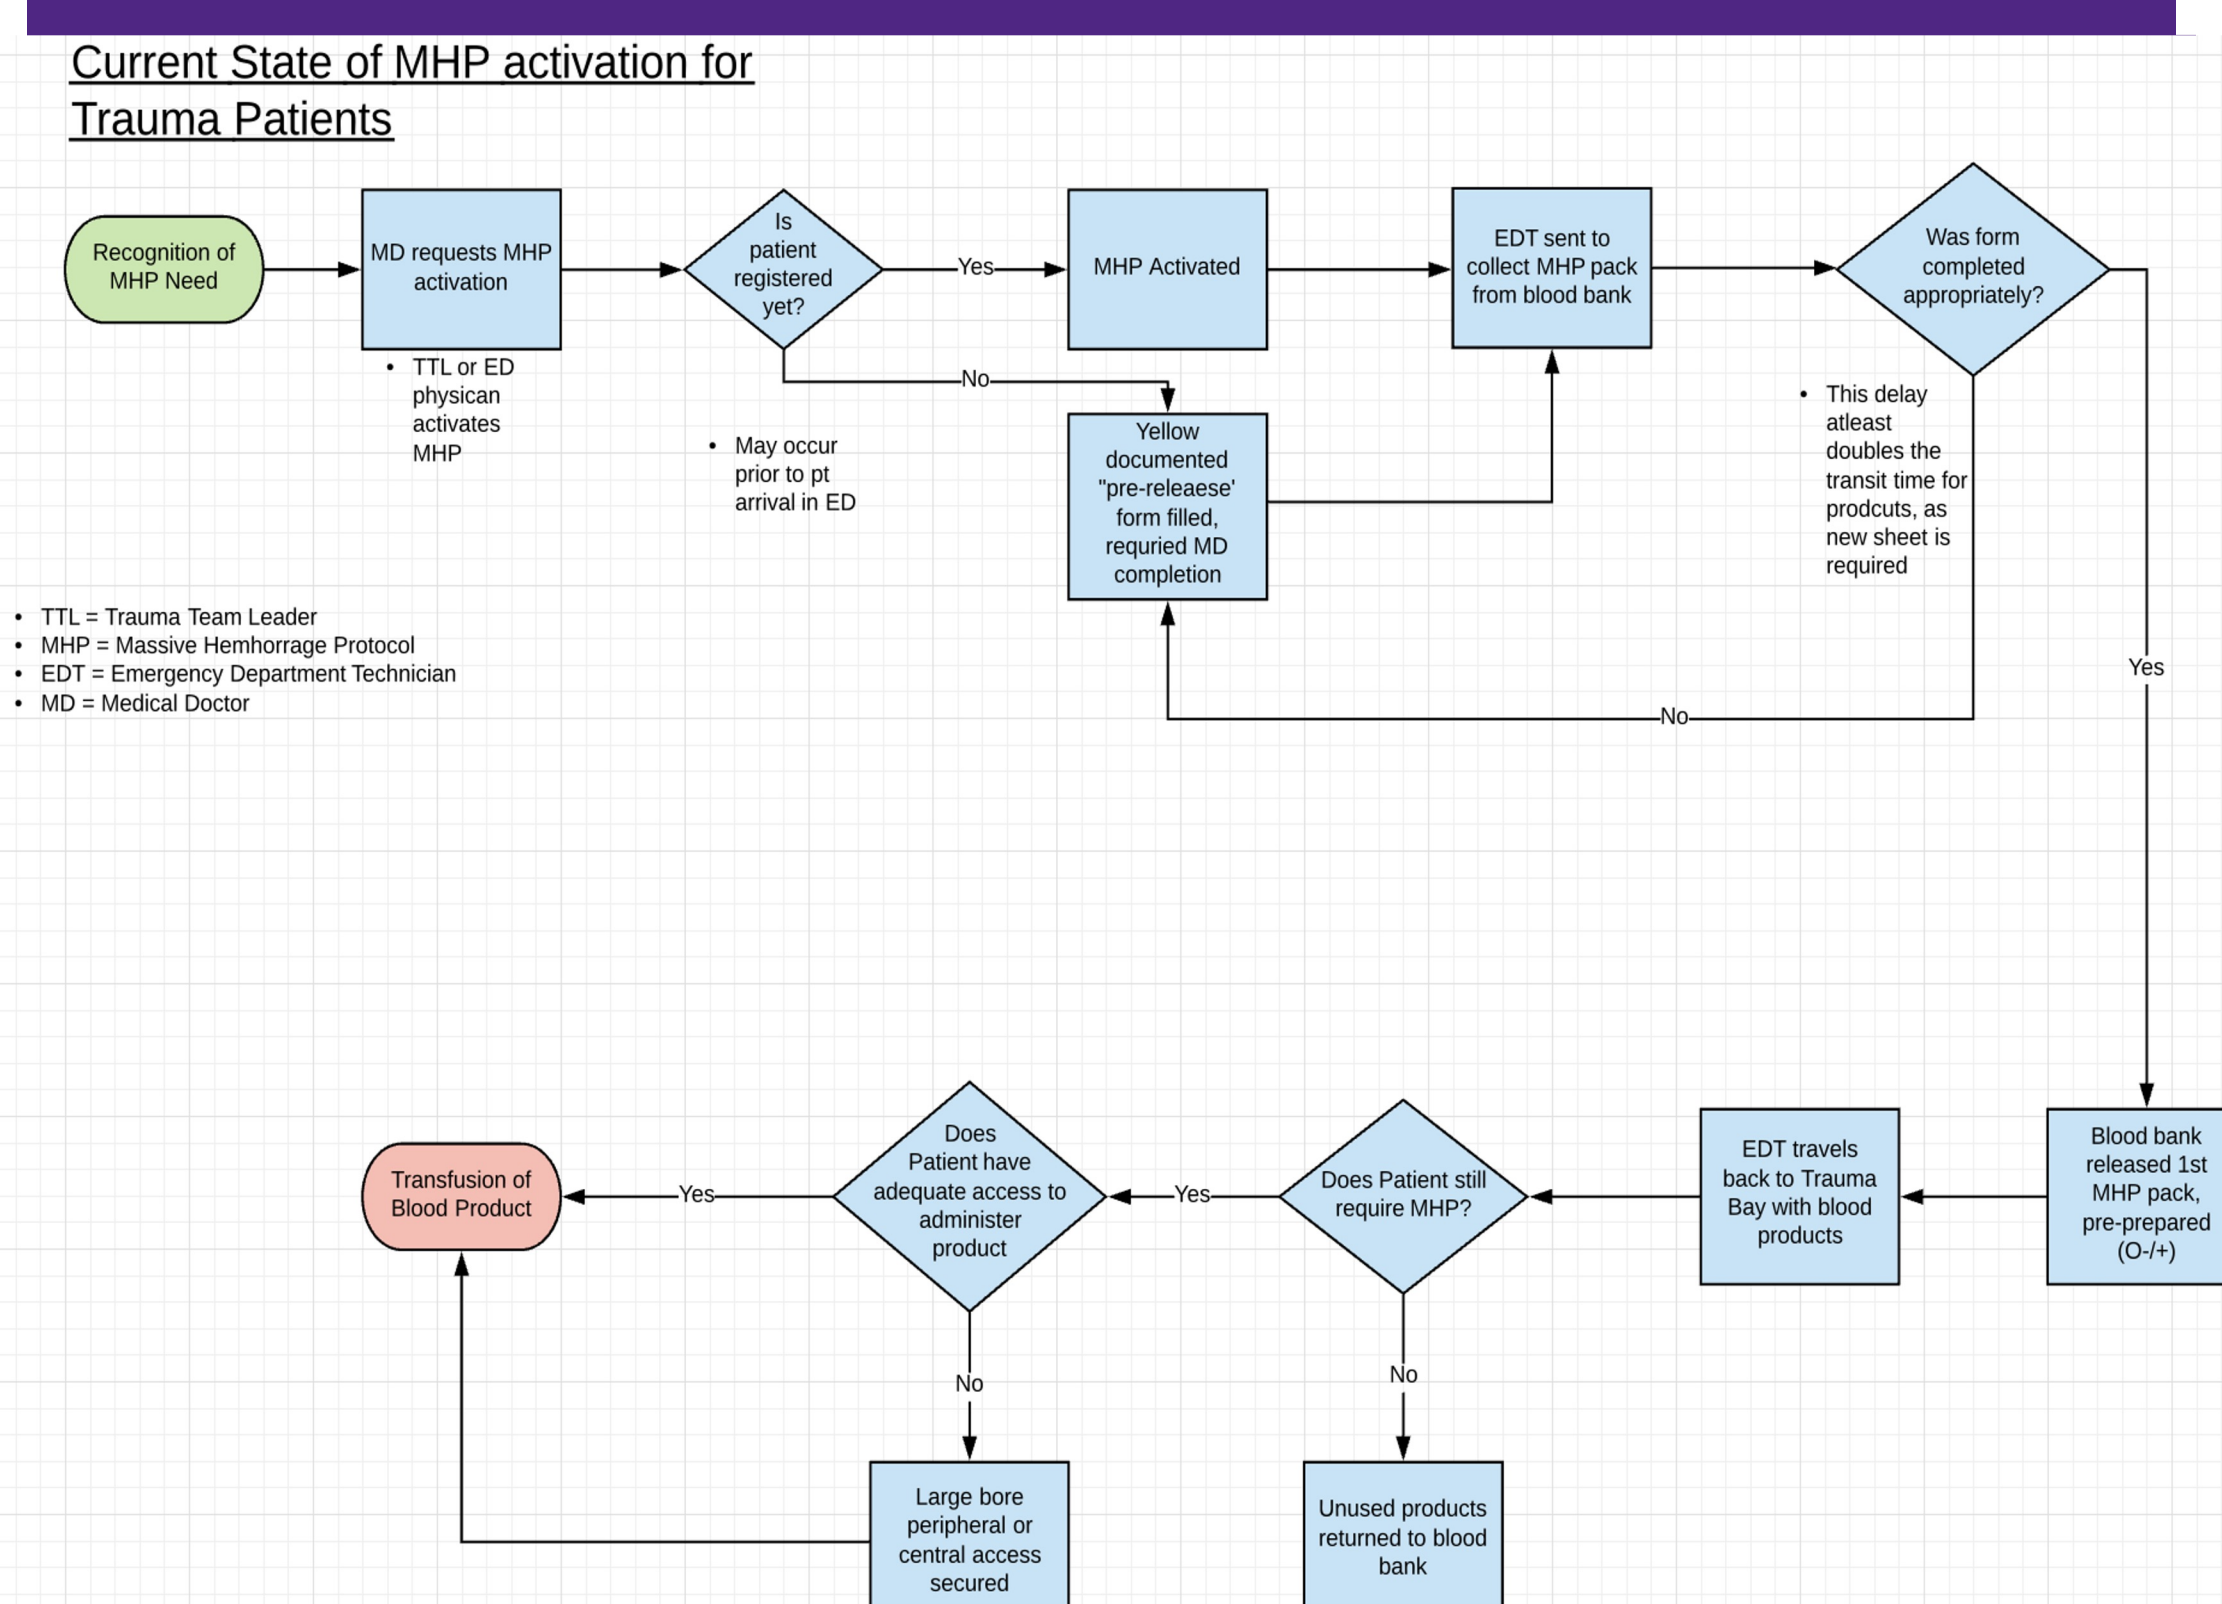 Current State of MHP activation for
Trauma Patients
Recognition of
MHP Need
MD requests MHP
activation
• TTL or ED
physican
activates
MHP
Is
patient
registered
yet?
Yes
No
• May occur
prior to pt
arrival in ED
MHP Activated
Yellow
documented
"pre-releaese'
form filled,
requried MD
completion
EDT sent to
collect MHP pack
from blood bank
Was form
completed
appropriately?
• This delay
atleast
doubles the
transit time for
prodcuts, as
new sheet is
required
Yes
No
• TTL = Trauma Team Leader
• MHP = Massive Hemhorrage Protocol
• EDT = Emergency Department Technician
• MD = Medical Doctor
Blood bank
released 1st
MHP pack,
pre-prepared
(O-/+)
EDT travels
back to Trauma
Bay with blood
products
Does Patient still
require MHP?
Yes
No
Unused products
returned to blood
bank
Does
Patient have
adequate access to
administer
product
Yes
No
Large bore
peripheral or
central access
secured
Transfusion of
Blood Product